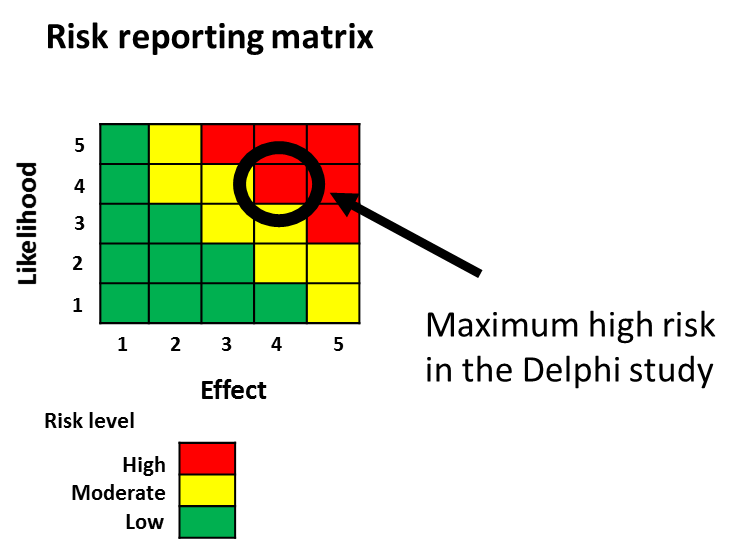 Risk reporting matrix
Likelihood
5
4
3
2
1
1 2 3 4 5
Effect
Maximum high risk
in the Delphi study
Risk level
High
Moderate
Low